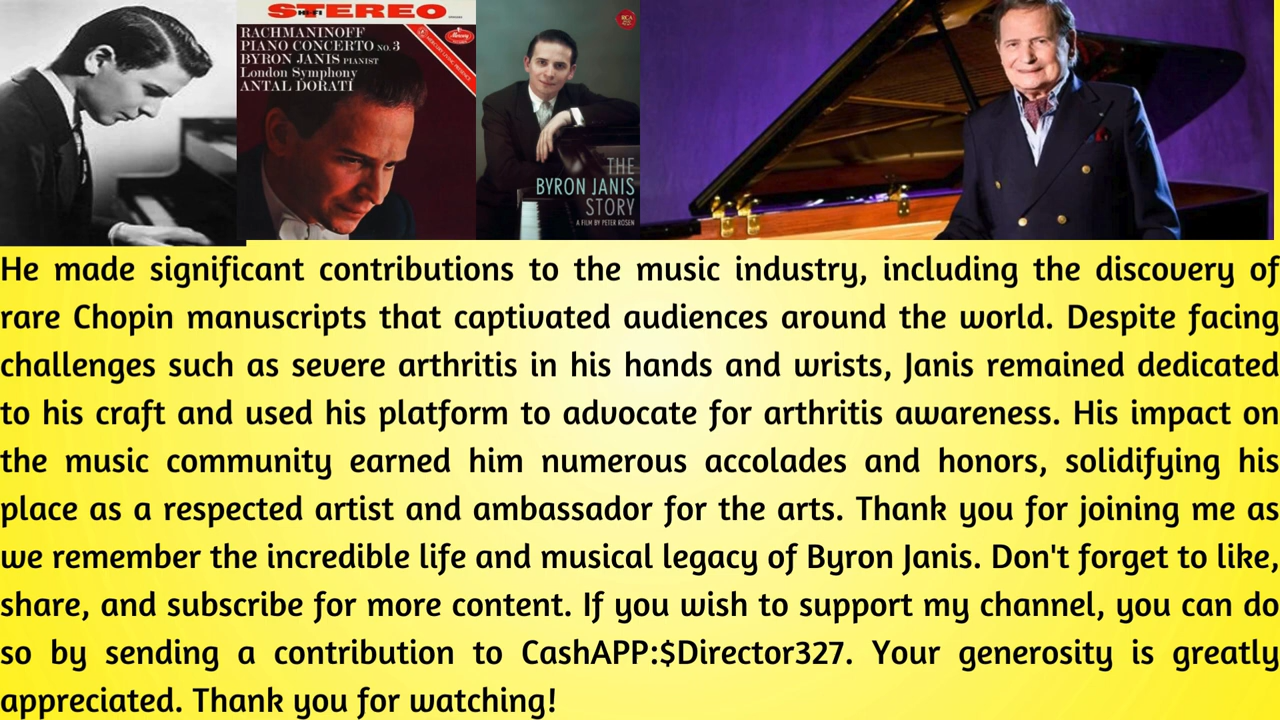 STEREO
HI-FI
RACHMANINOFF
PIANO CONCERTO NO. 3
BYRON JANIS PIANIST
London Symphony
ANTAL DORATI
Mercury
MERCURY LIVING PRESENCE
RCA
THE
BYRON JANIS
STORY
A FILM BY PETER ROSEN
He made significant contributions to the music industry, including the discovery of
rare Chopin manuscripts that captivated audiences around the world. Despite facing
challenges such as severe arthritis in his hands and wrists, Janis remained dedicated
to his craft and used his platform to advocate for arthritis awareness. His impact on
the music community earned him numerous accolades and honors, solidifying his
place as a respected artist and ambassador for the arts. Thank you for joining me as
we remember the incredible life and musical legacy of Byron Janis. Don't forget to like,
share, and subscribe for more content. If you wish to support my channel, you can do
so by sending a contribution to CashAPP:$Director327. Your generosity is greatly
appreciated. Thank you for watching!